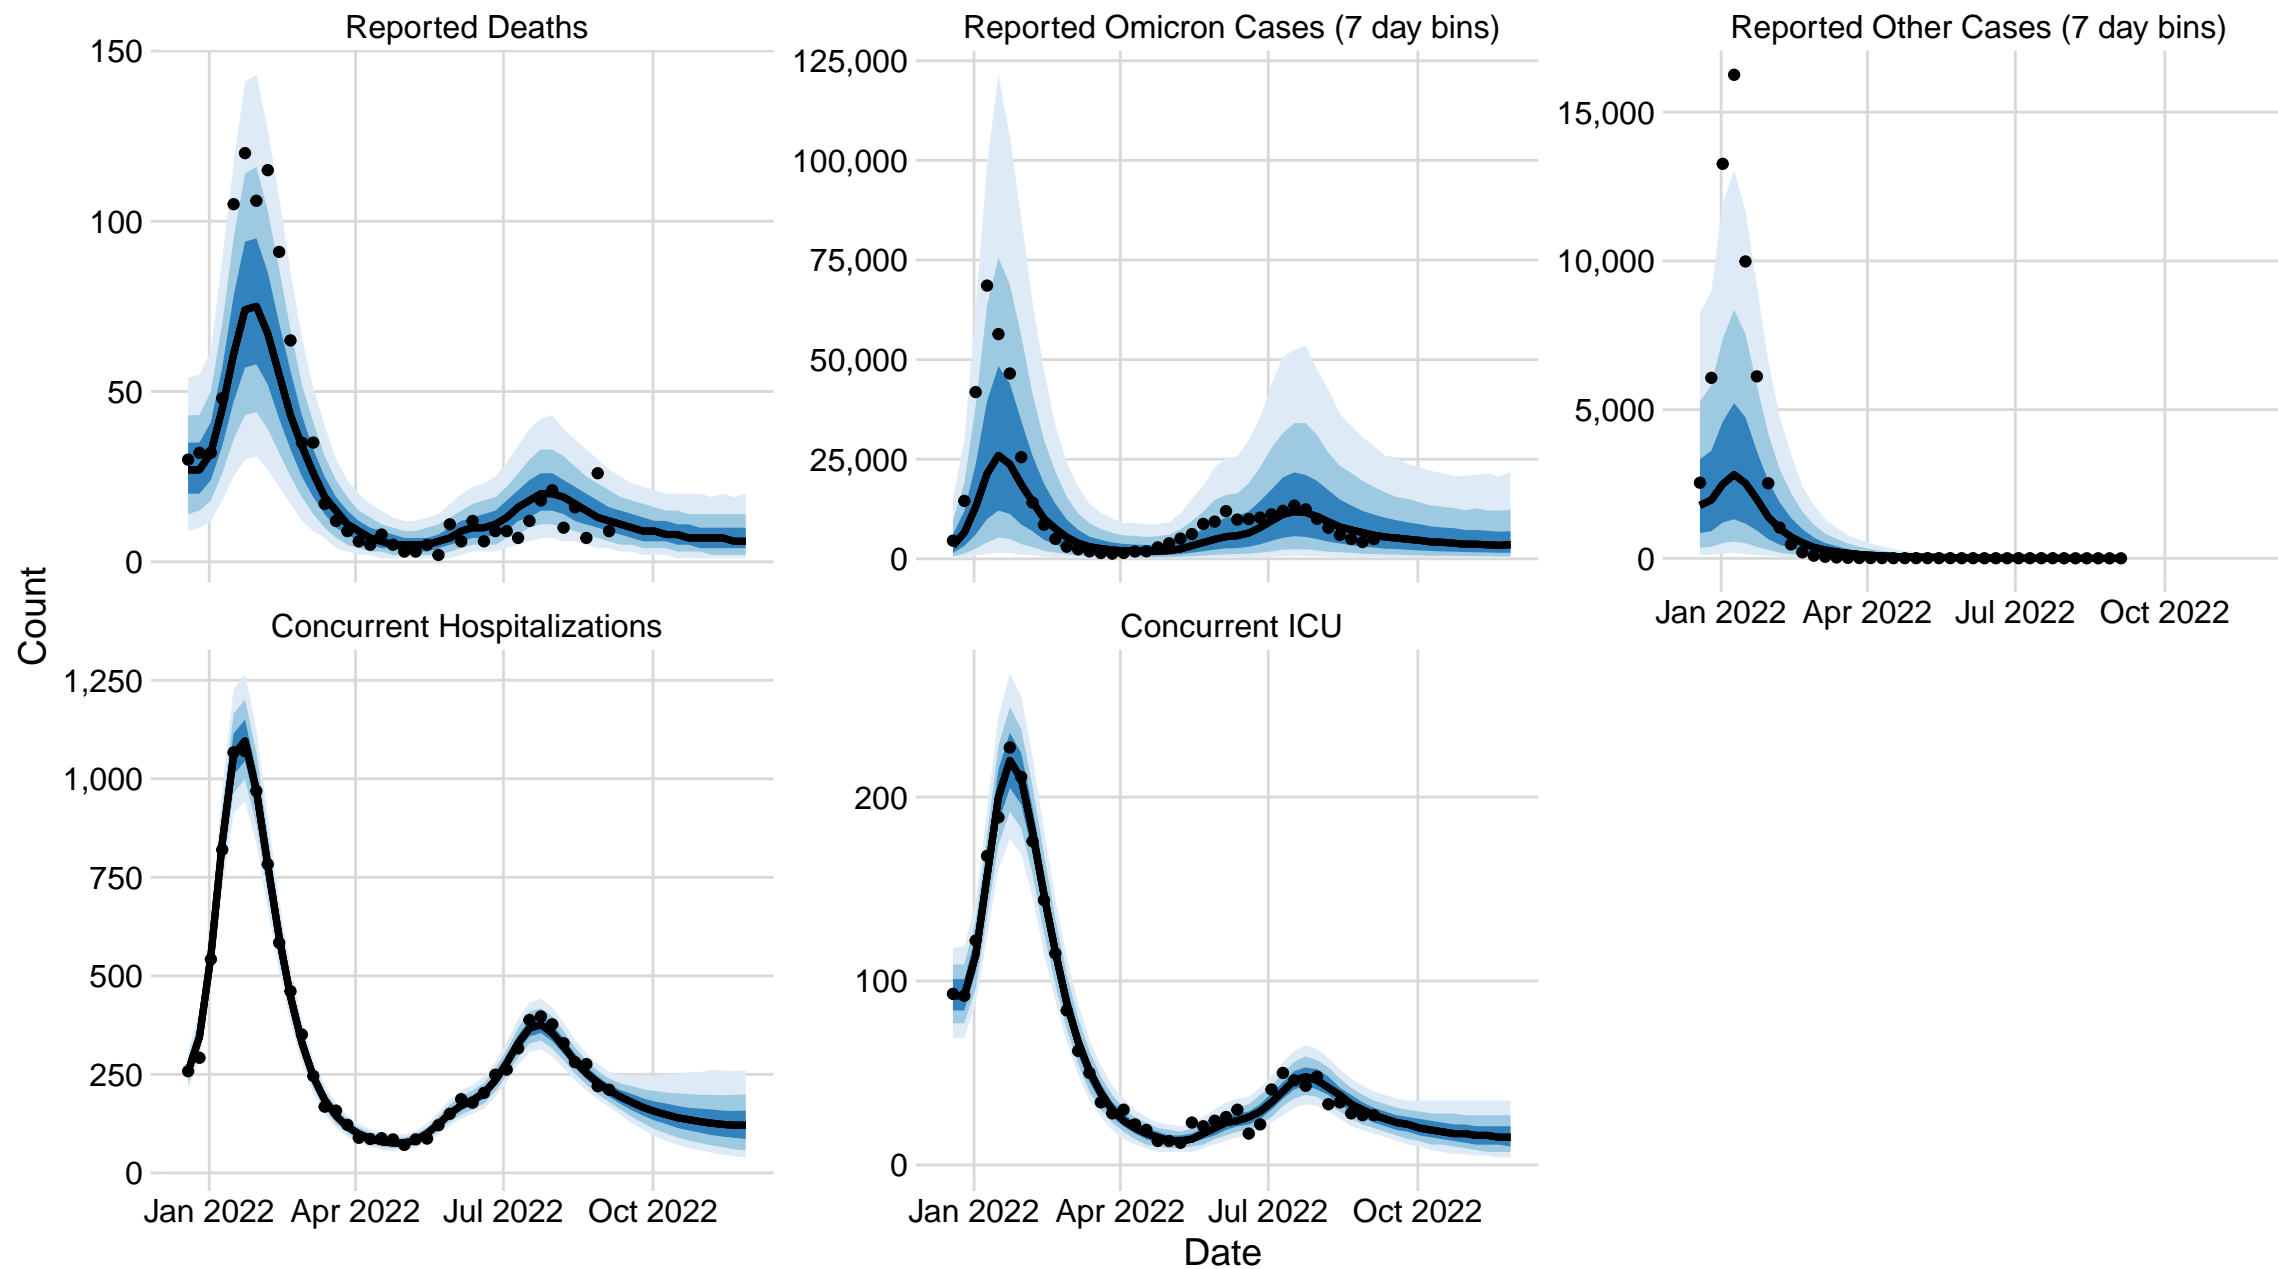 Reported Deaths
150
100
50
0
Reported Omicron Cases (7 day bins)
125,000
100,000
75,000
50,000
25,000
0
Reported Other Cases (7 day bins)
15,000
10,000
5,000
0
Jan 2022 Apr 2022 Jul 2022 Oct 2022
Count
Concurrent Hospitalizations
1,250
1,000
750
500
250
0
Jan 2022 Apr 2022 Jul 2022 Oct 2022
Concurrent ICU
200
100
0
Jan 2022 Apr 2022 Jul 2022 Oct 2022
Date